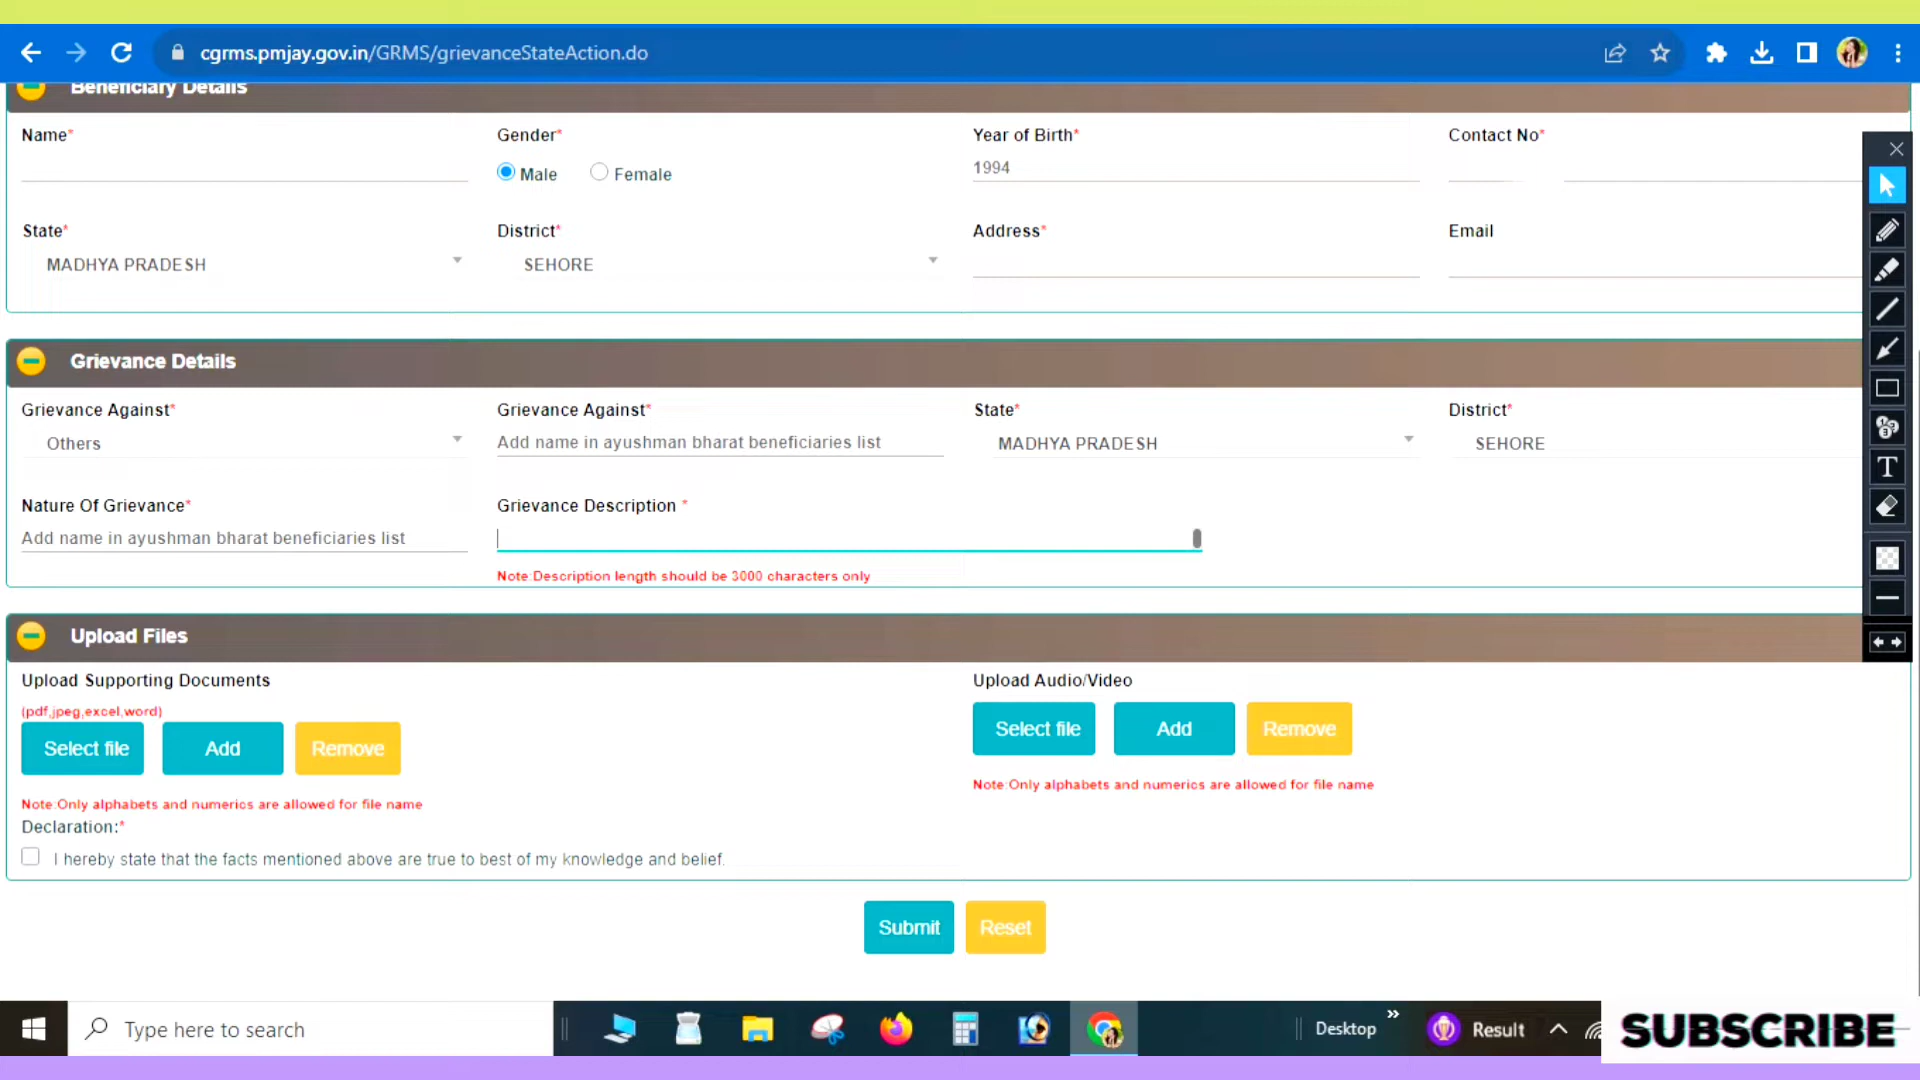 cgrms.pmjay.gov.in/GRMS/grievanceStateAction.do
Beneficiary Details
Name* Gender* Year of Birth* Contact No*
Male Female 1994
State* District* Address* Email
MADHYA PRADESH SEHORE
Grievance Details
Grievance Against* Grievance Against* State* District*
Others Add name in ayushman bharat beneficiaries list MADHYA PRADESH SEHORE
Nature Of Grievance* Grievance Description *
Add name in ayushman bharat beneficiaries list
Note:Description length should be 3000 characters only
Upload Files
Upload Supporting Documents Upload Audio/Video
(pdf,jpeg,excel,word)
Select file Add Remove Select file Add Remove
Note:Only alphabets and numerics are allowed for file name Note:Only alphabets and numerics are allowed for file name
Declaration:*
I hereby state that the facts mentioned above are true to best of my knowledge and belief.
Submit Reset
Type here to search Desktop Result SUBSCRIBE